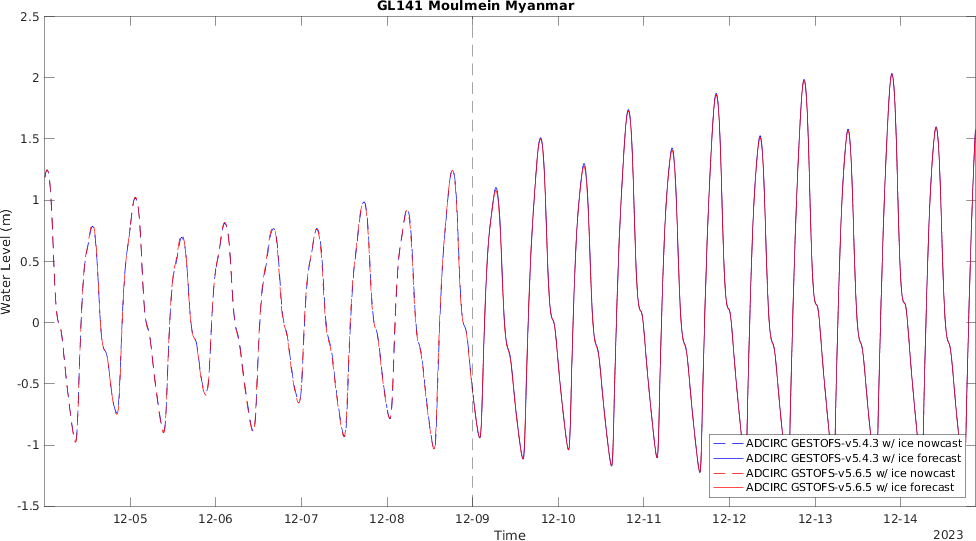 GL141 Moulmein Myanmar
2.5
2
1.5
1
0.5
0
-0.5
-1
-1.5
Water Level (m)
ADCIRC GESTOFS-v5.4.3 w/ ice nowcast
ADCIRC GESTOFS-v5.4.3 w/ ice forecast
ADCIRC GSTOFS-v5.6.5 w/ ice nowcast
ADCIRC GSTOFS-v5.6.5 w/ ice forecast
12-05 12-06 12-07 12-08 12-09 12-10 12-11 12-12 12-13 12-14
Time
2023